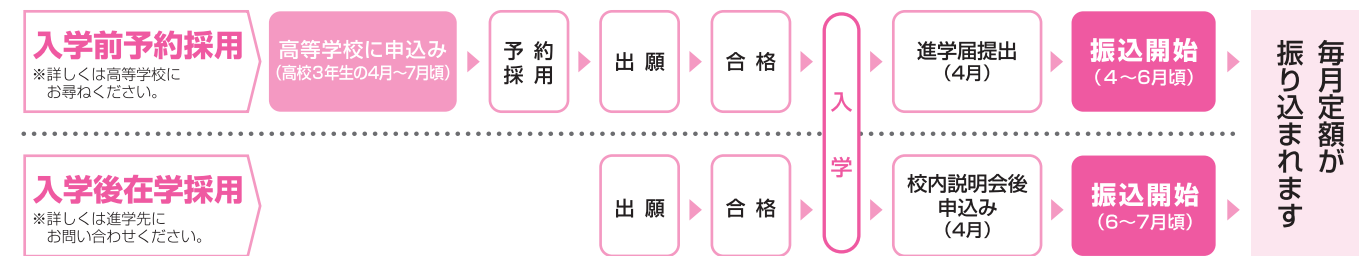 入学前予約採用
※詳しくは高等学校に
お尋ねください。
高等学校に申込み
(高校3年生の4月〜7月頃)
予約
採用
出願
合格
入学
進学届提出
(4月)
振込開始
(4〜6月頃)
毎月定額が
振り込まれます
入学後在学採用
※詳しくは進学先に
お問い合わせください。
出願
合格
校内説明会後
申込み
(4月)
振込開始
(6〜7月頃)